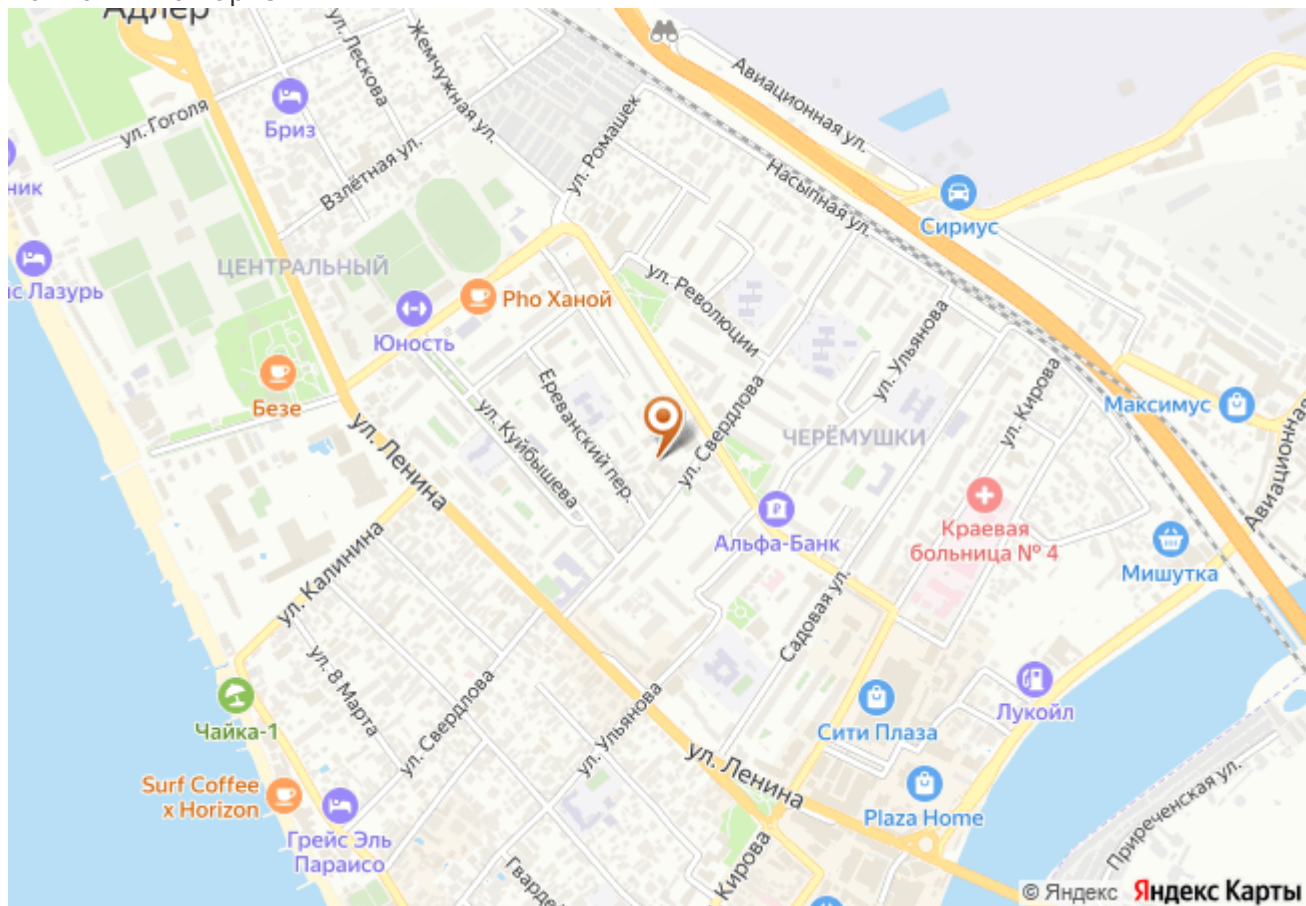 Адлер
ул. Лескова
Жемчужная ул.
Авиационная ул.
ул. Гоголя
Бриз
ул. Ромашек
Взлётная ул.
Насыпная ул.
ник
Сириус
ЦЕНТРАЛЬНЫЙ
с Лазурь
Pho Ханой
ул. Революции
Юность
ул. Ульянова
Безе
Ереванский пер.
ул. Свердлова
ул. Кирова
Максимус
ул. Куйбышева
ЧЕРЁМУШКИ
ул. Ленина
Авиационная
Краевая
больница № 4
Альфа-Банк
Мишутка
ул. Калинина
Садовая ул.
ул. 8 Марта
Лукойл
Чайка-1
ул. Свердлова
ул. Ульянова
Сити Плаза
ул. Ленина
Surf Coffee
x Horizon
Plaza Home
Приреченская ул.
Грейс Эль
Параисо
Гварде
Кирова
© Яндекс Яндекс Карты